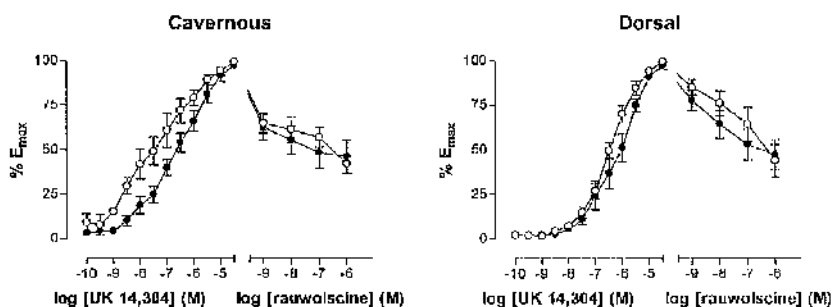 Cavernous
Dorsal
100
75
50
25
0
% Emax
-10 -9 -8 -7 -6 -5
-9 -8 -7 -6
log [UK 14,304] (M)
log [rauwolscine] (M)
100
75
50
25
0
% Emax
-10 -9 -8 -7 -6 -5
-9 -8 -7 -6
log [UK 14,304] (M)
log [rauwolscine] (M)